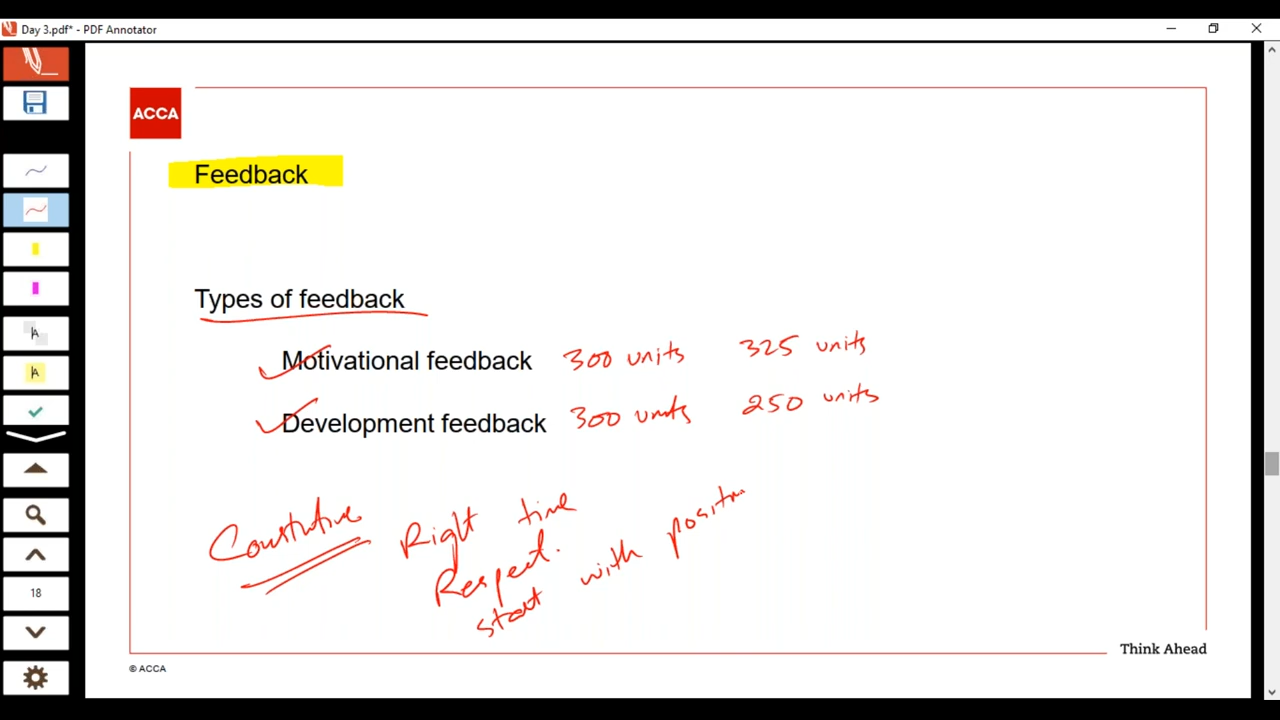 Day 3.pdf* - PDF Annotator
ACCA
Feedback
Types of feedback
Motivational feedback 300 units 325 units
Development feedback 300 units 250 units
Right time
Respect.
start with positive
18
Think Ahead
© ACCA